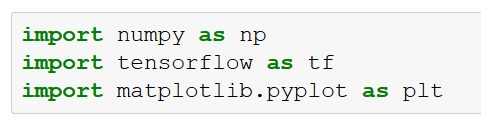 import numpy as np
import tensorflow as tf
import matplotlib.pyplot as plt